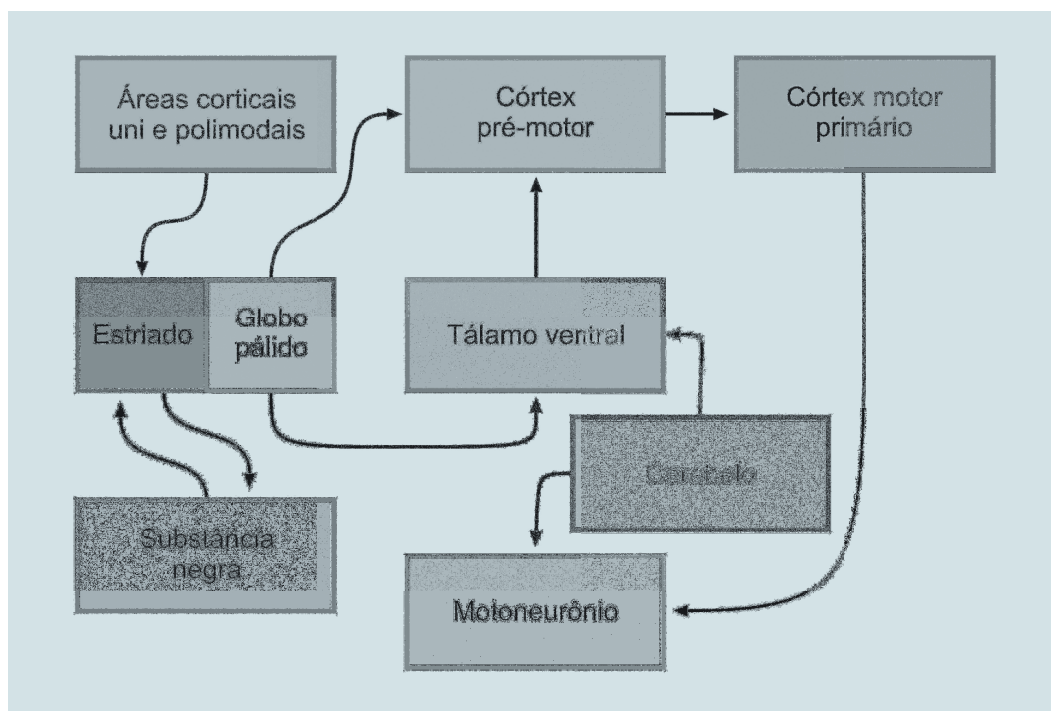 Áreas corticais
uni e polimodais
Córtex
pré-motor
Córtex motor
primário
Estriado
Globo
pálido
Tálamo ventral
Cerebelo
Substância
negra
Motoneurônio